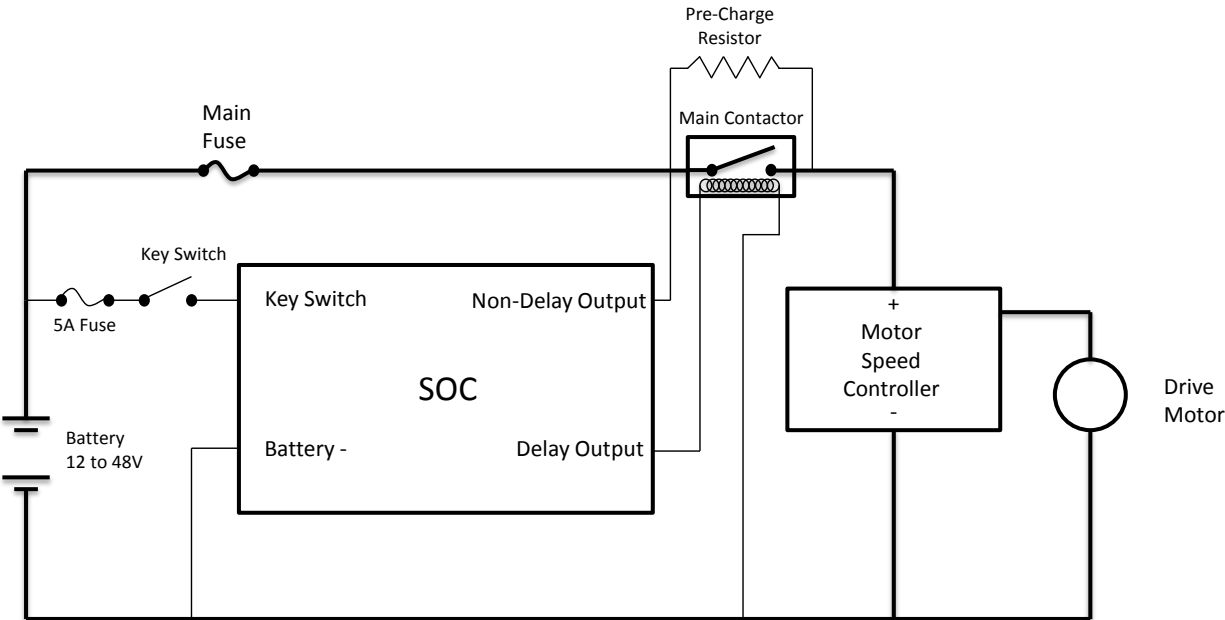 Pre-Charge
Resistor
Main
Fuse
Main Contactor
Key Switch
5A Fuse
Key Switch
Non-Delay Output
SOC
Battery -
Delay Output
Battery
12 to 48V
+
Motor
Speed
Controller
-
Drive
Motor